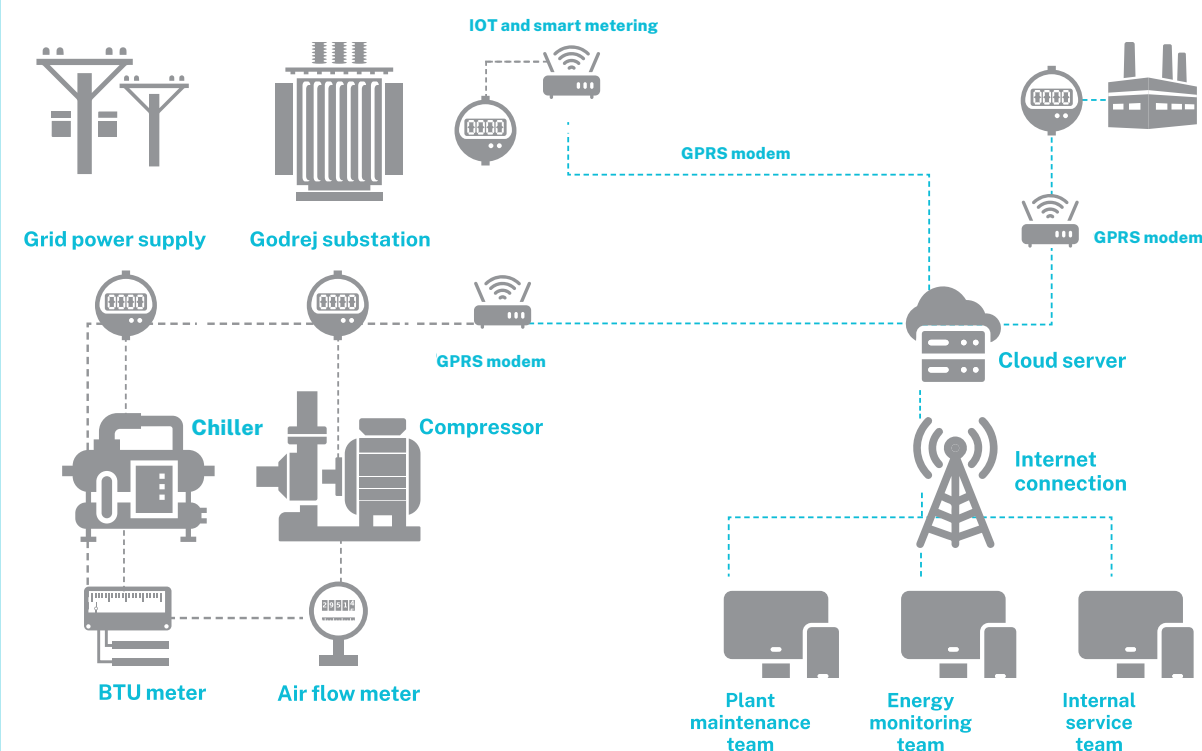 IOT and smart metering
GPRS modem
Grid power supply
Godrej substation
GPRS modem
GPRS modem
Cloud server
Chiller
Compressor
Internet
connection
BTU meter
Air flow meter
Plant
maintenance
team
Energy
monitoring
team
Internal
service
team